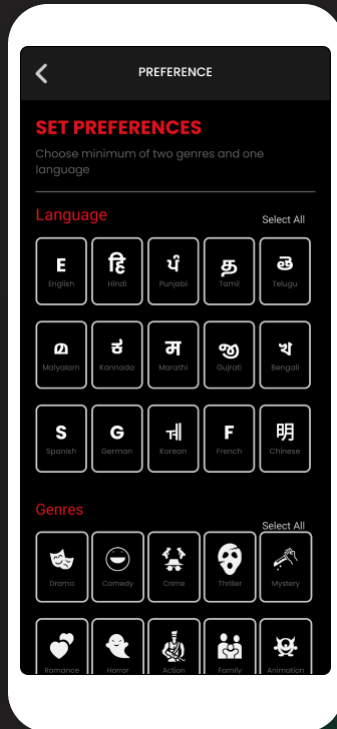 PREFERENCE
SET PREFERENCES
Choose minimum of two genres and one
language
Language
Select All
E हि ਪੰ த తె
English Hindi Punjabi Tamil Telugu
മ ಕ म
Malyalam Kannada Marathi Gujrati Bengali
S G F 明
Spanish German Korean French Chinese
Genres
Select All
Drama Comedy Crime Thriller Mystery
Romance Horror Action Family Animation